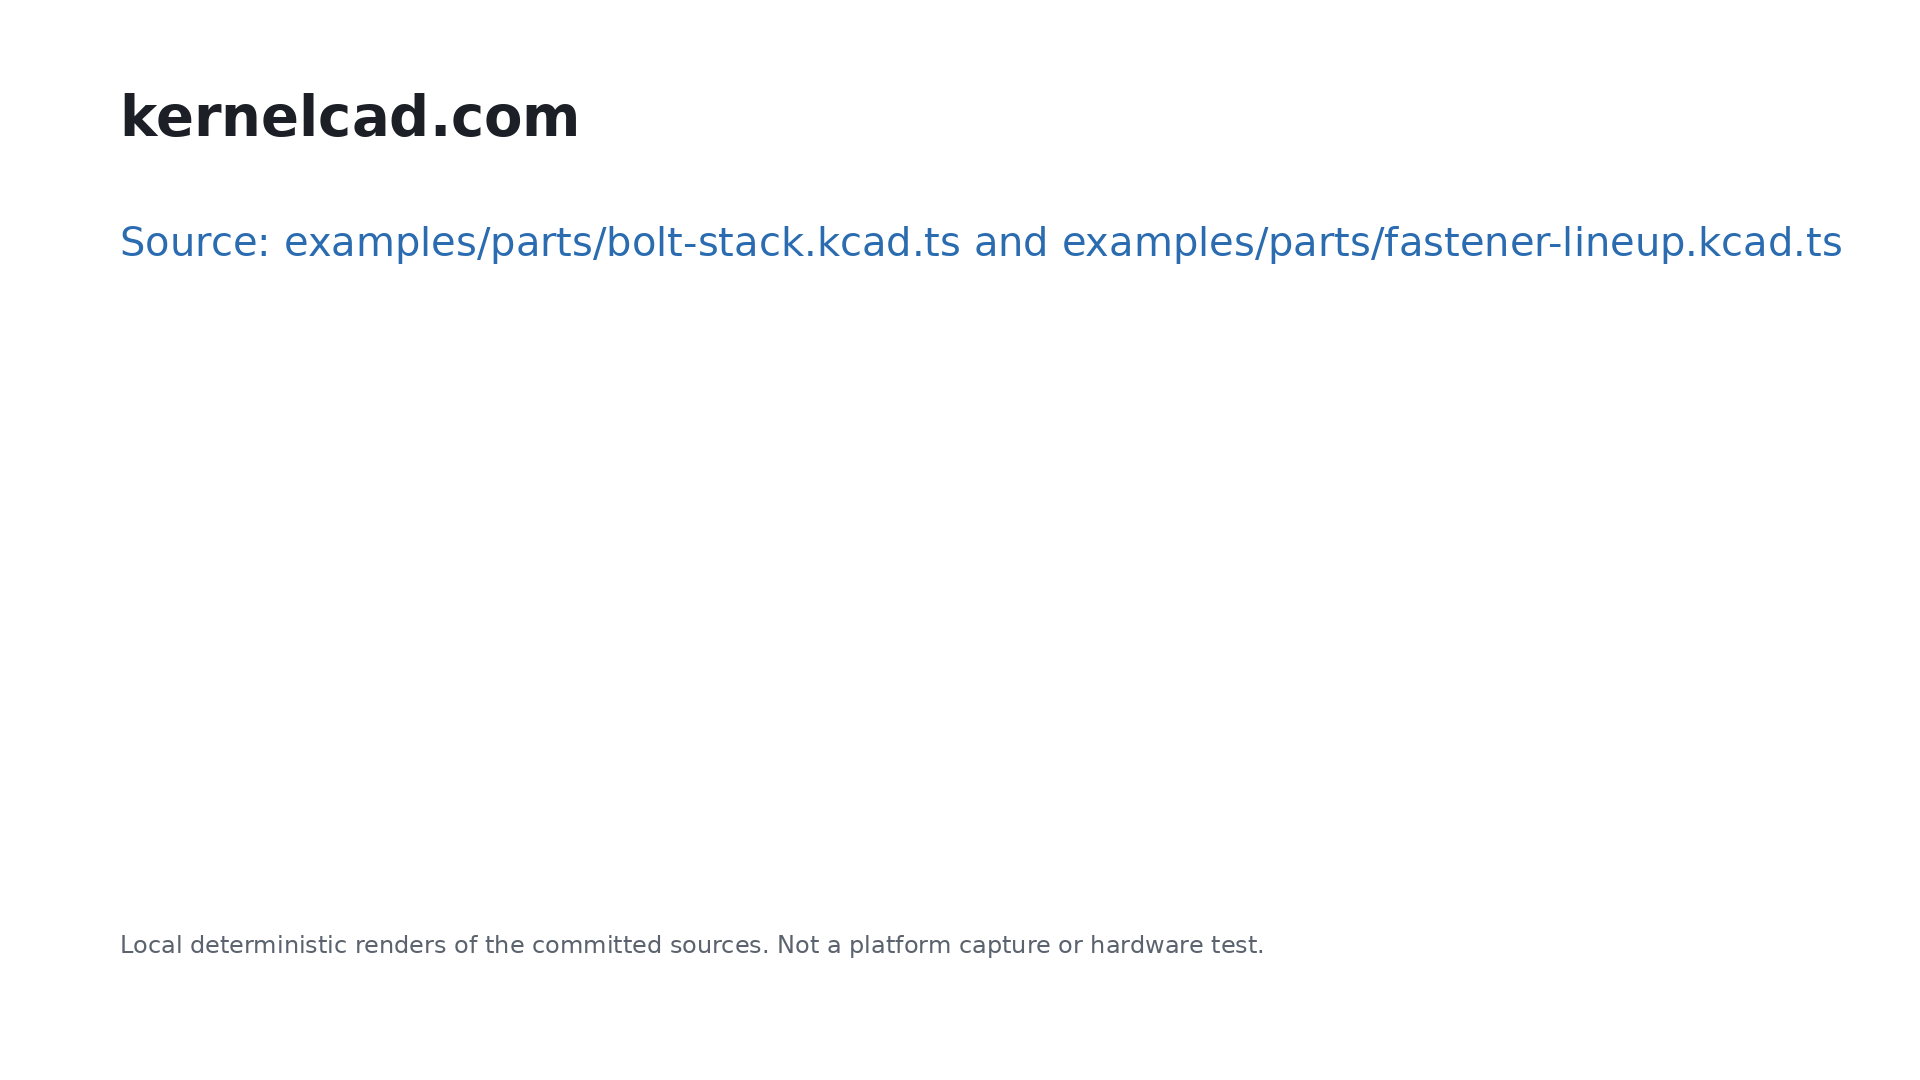 kernelcad.com
Source: examples/parts/bolt-stack.kcad.ts and examples/parts/fastener-lineup.kcad.ts
Local deterministic renders of the committed sources. Not a platform capture or hardware test.